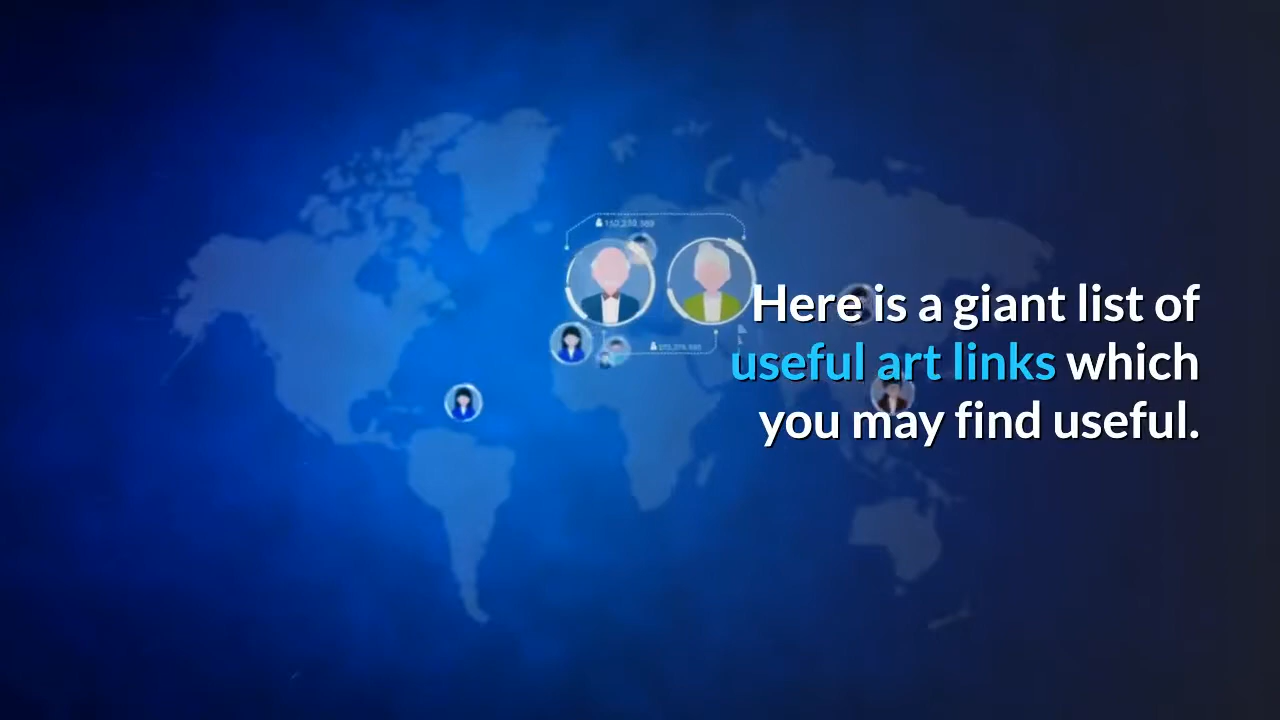 Here is a giant list of
useful art links which
you may find useful.